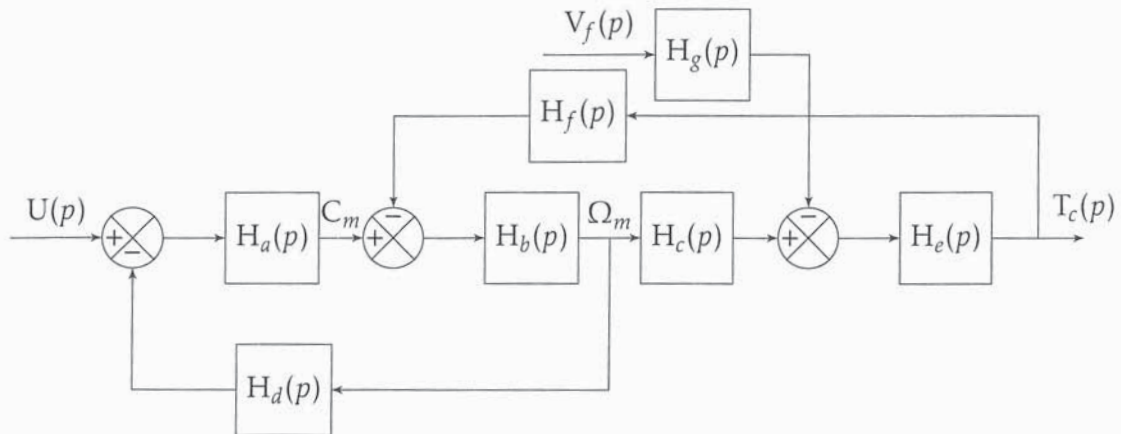 V_f(p)
H_g(p)
H_f(p)
U(p)
+
−
H_a(p)
C_m
−
+
H_b(p)
Ω_m
H_c(p)
−
+
H_e(p)
T_c(p)
H_d(p)